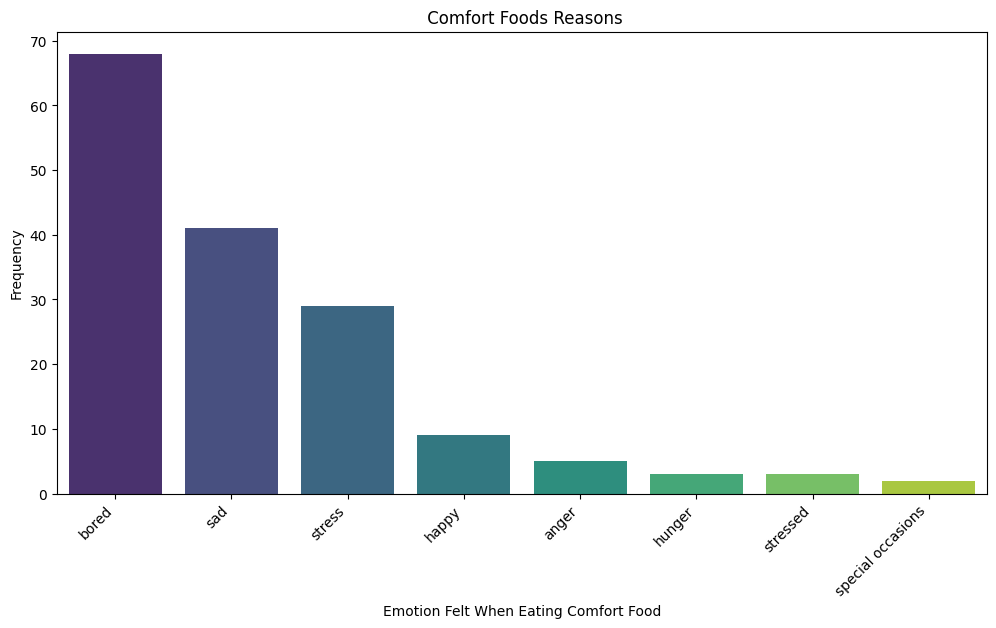 Comfort Foods Reasons
70
60
50
40
30
20
10
0
Frequency
bored
sad
stress
happy
anger
hunger
stressed
special occasions
Emotion Felt When Eating Comfort Food